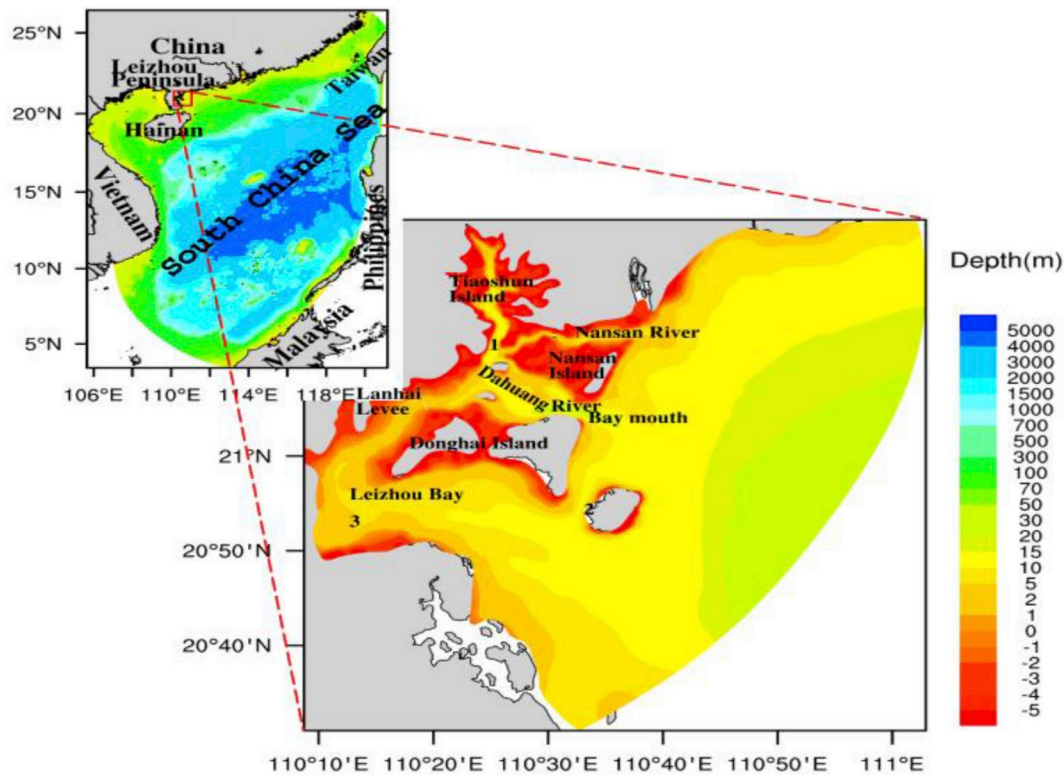 25°N
20°N
15°N
10°N
5°N
China
Leizhou
Peninsula
Taiwan
Hainan
Vietnam
South China Sea
Philippines
Malaysia
106°E
110°E
114°E
118°E
Tiaoshun
Island
1
Nansan River
Nansan
Island
Dahuang River
Lanhai
Levee
Bay mouth
Donghai Island
Leizhou Bay
2
3
21°N
20°50'N
20°40'N
110°10'E
110°20'E
110°30'E
110°40'E
110°50'E
111°E
Depth(m)
5000
4000
3000
2000
1500
1000
700
500
300
100
70
50
30
20
15
10
5
2
1
0
-1
-2
-3
-4
-5